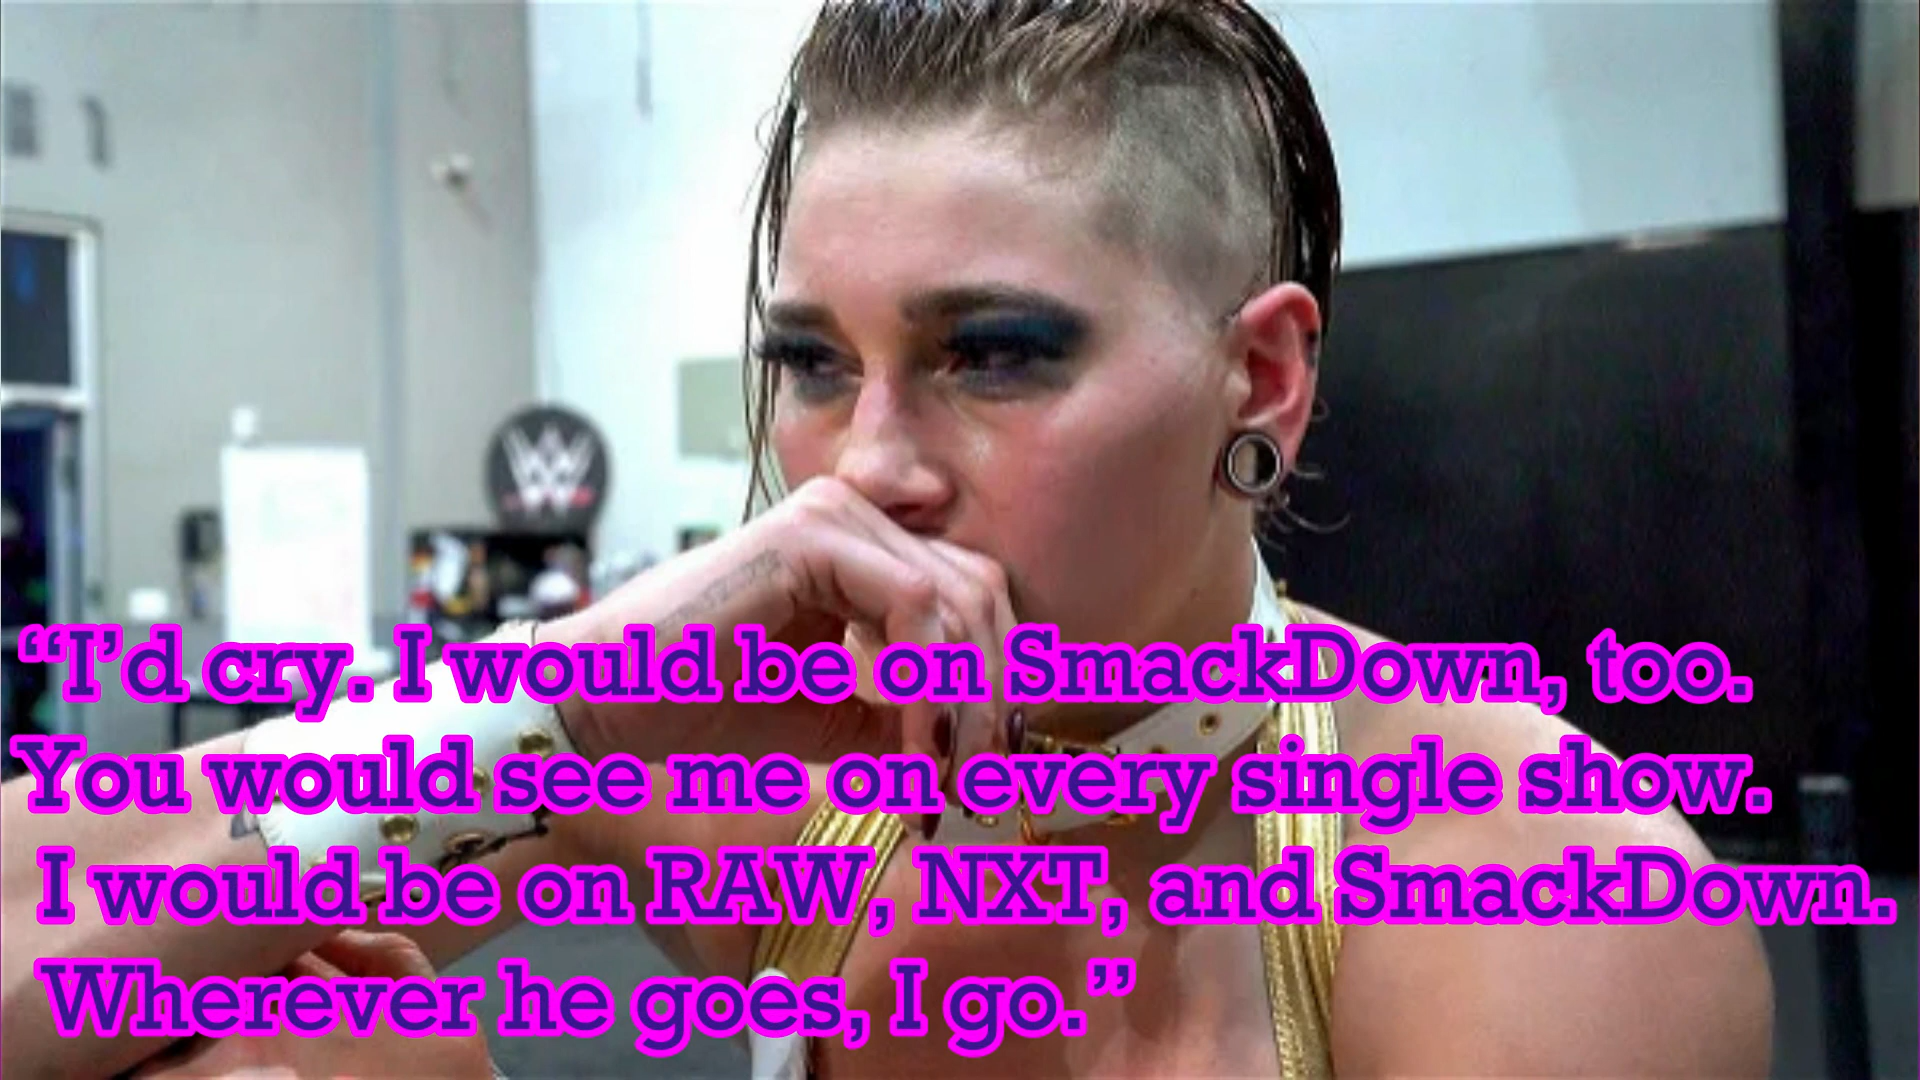 “I’d cry. I would be on SmackDown, too.
You would see me on every single show.
I would be on RAW, NXT, and SmackDown.
Wherever he goes, I go.”